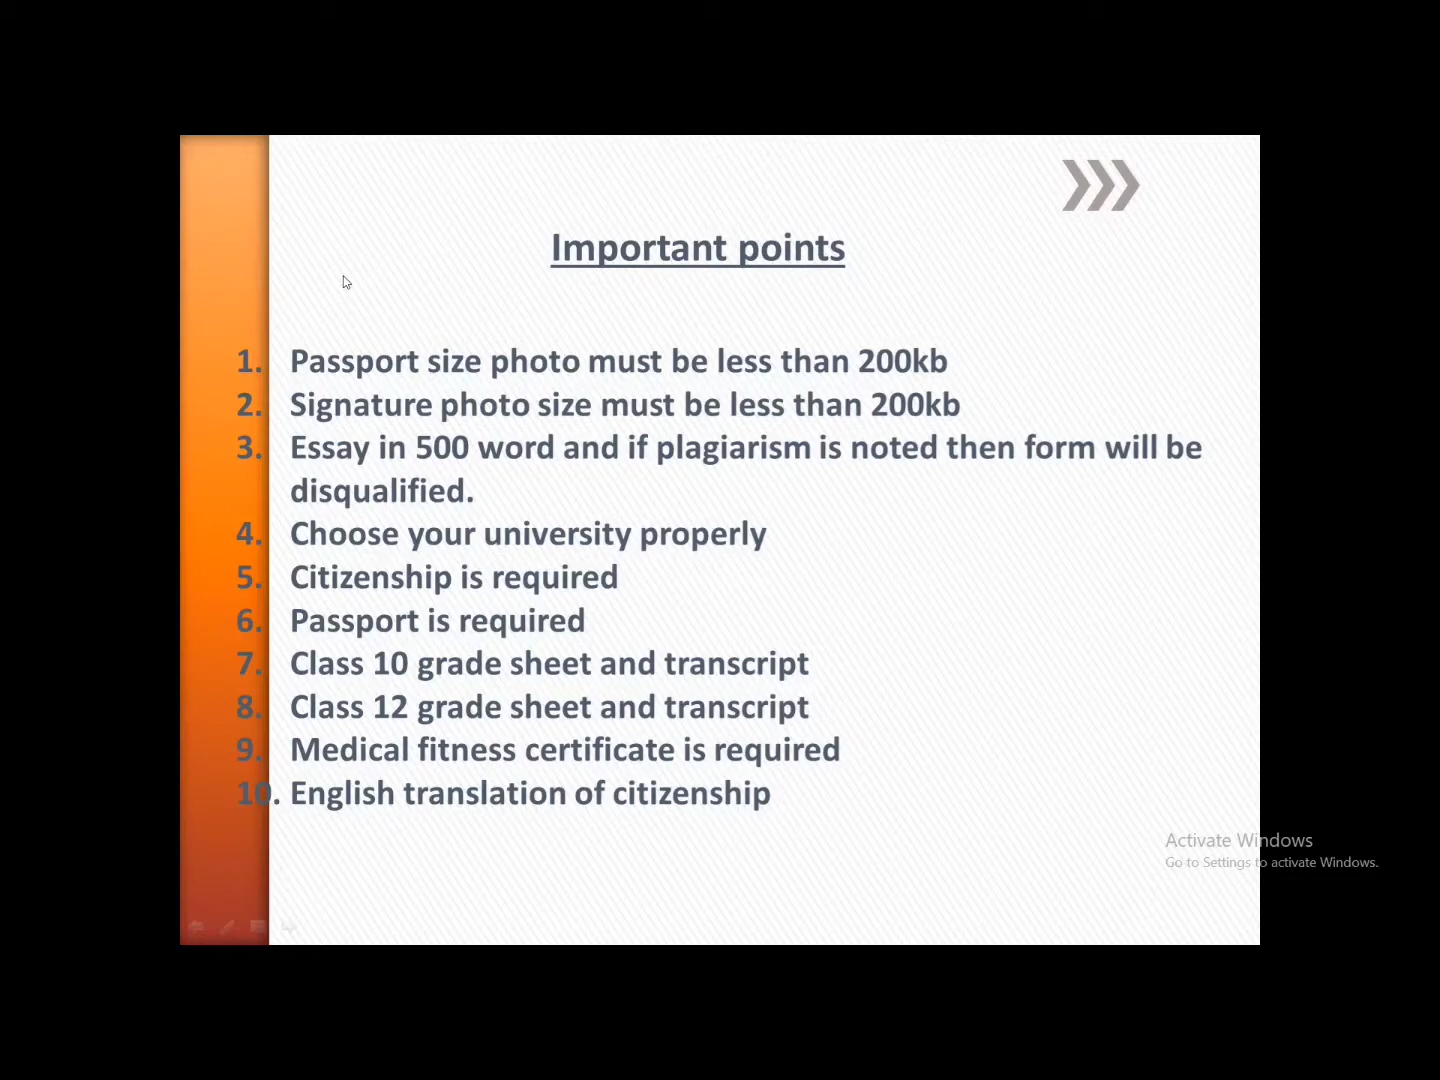 Important points
1. Passport size photo must be less than 200kb
2. Signature photo size must be less than 200kb
3. Essay in 500 word and if plagiarism is noted then form will be
disqualified.
4. Choose your university properly
5. Citizenship is required
6. Passport is required
7. Class 10 grade sheet and transcript
8. Class 12 grade sheet and transcript
9. Medical fitness certificate is required
10. English translation of citizenship
Activate Windows
Go to Settings to activate Windows.